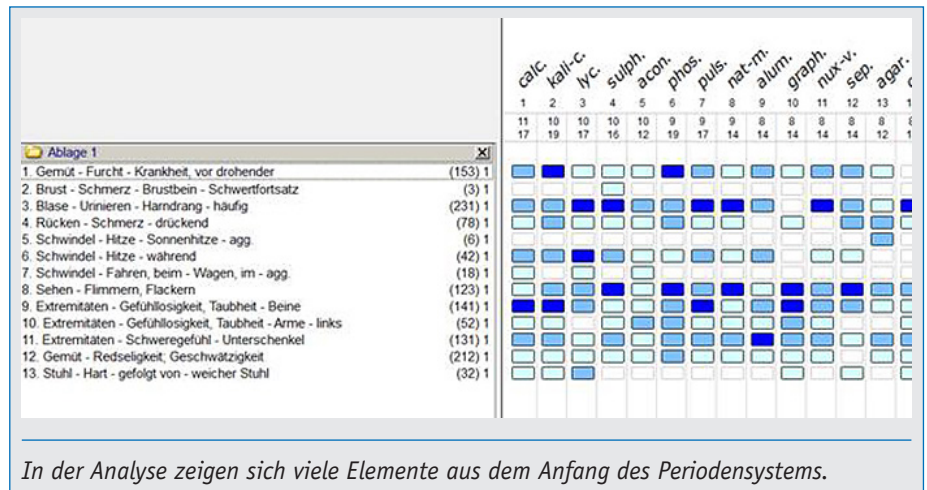 calc. kali-c. lyc. sulph. acon. phos. puls. nat-m. alum. graph. nux-v. sep. agar.
1 2 3 4 5 6 7 8 9 10 11 12 13 1
11 10 10 10 10 9 9 9 8 8 8 8 8
17 19 17 16 12 19 17 14 14 14 14 14 12 1
Ablage 1
1. Gemüt - Furcht - Krankheit, vor drohender (153) 1
2. Brust - Schmerz - Brustbein - Schwertfortsatz (3) 1
3. Blase - Urinieren - Harndrang - häufig (231) 1
4. Rücken - Schmerz - drückend (78) 1
5. Schwindel - Hitze - Sonnenhitze - agg. (6) 1
6. Schwindel - Hitze - während (42) 1
7. Schwindel - Fahren, beim - Wagen, im - agg. (18) 1
8. Sehen - Flimmern, Flackern (123) 1
9. Extremitäten - Gefühllosigkeit, Taubheit - Beine (141) 1
10. Extremitäten - Gefühllosigkeit, Taubheit - Arme - links (52) 1
11. Extremitäten - Schweregefühl - Unterschenkel (131) 1
12. Gemüt - Redseligkeit; Geschwätzigkeit (212) 1
13. Stuhl - Hart - gefolgt von - weicher Stuhl (32) 1
In der Analyse zeigen sich viele Elemente aus dem Anfang des Periodensystems.